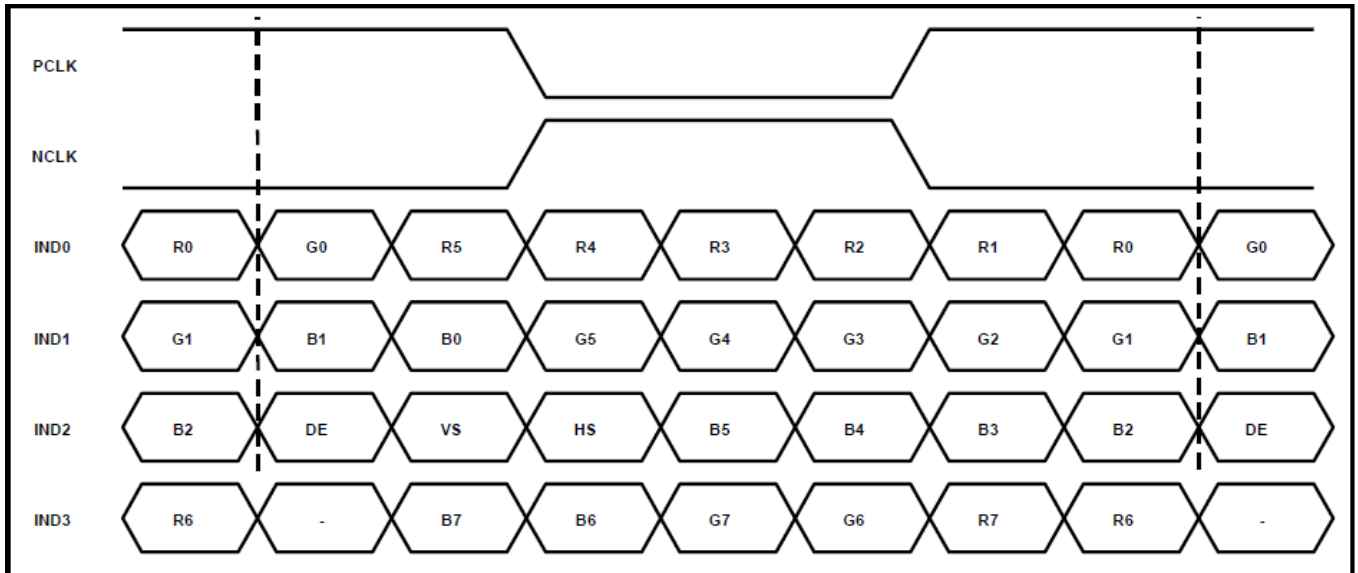 PCLK
NCLK
IND0 R0 G0 R5 R4 R3 R2 R1 R0 G0
IND1 G1 B1 B0 G5 G4 G3 G2 G1 B1
IND2 B2 DE VS HS B5 B4 B3 B2 DE
IND3 R6 - B7 B6 G7 G6 R7 R6 -